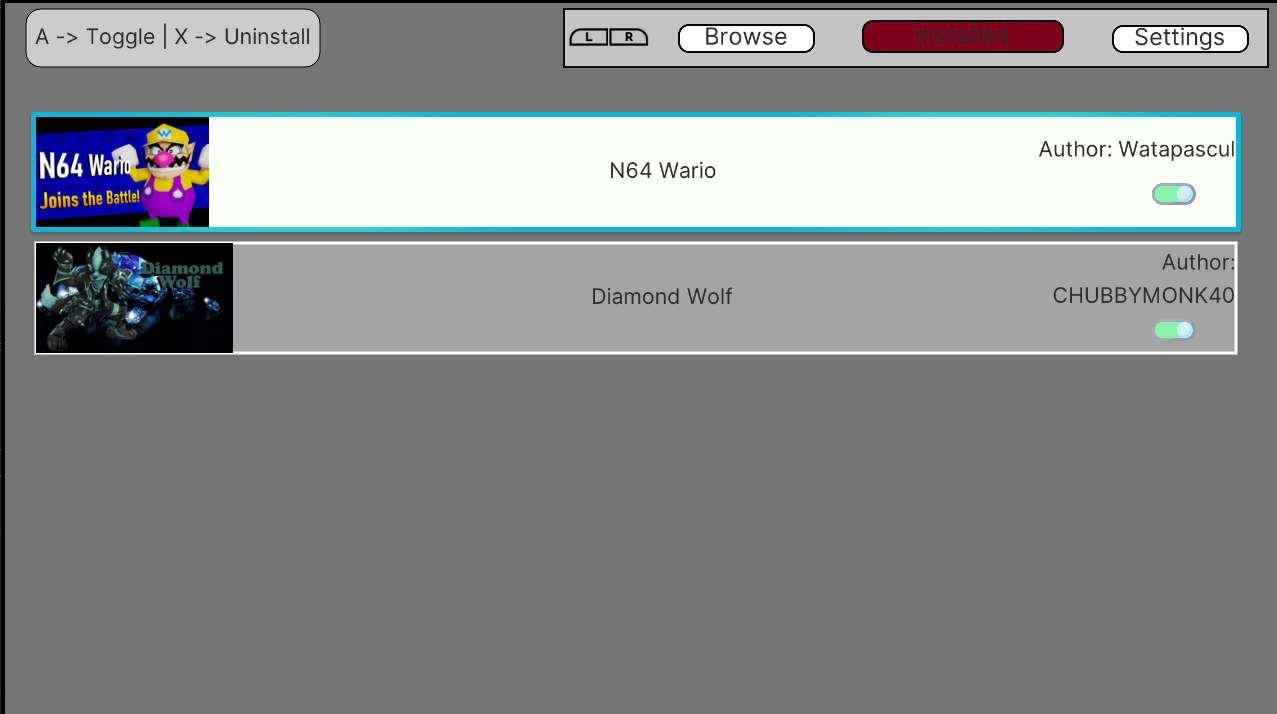 A -> Toggle | X -> Uninstall
L R
Browse
Installed
Settings
N64 Wario
Joins the Battle!
N64 Wario
Author: Watapascul
Diamond
Wolf
Diamond Wolf
Author:
CHUBBYMONK40